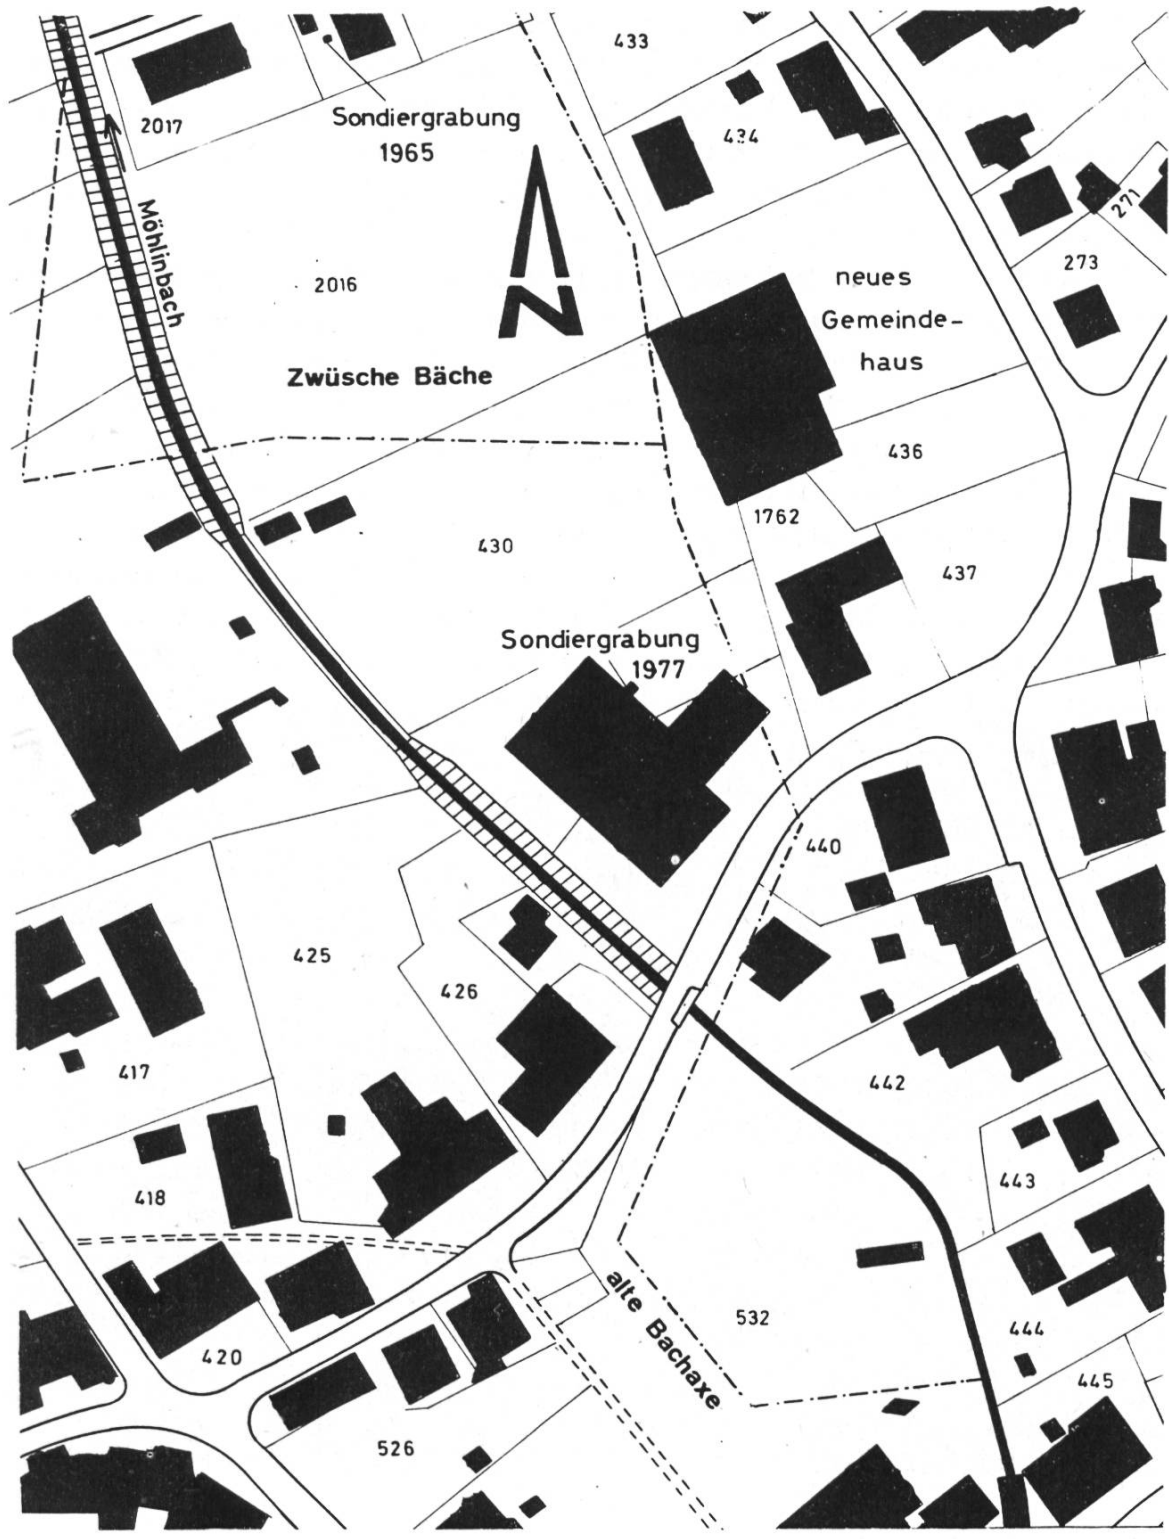 433
2017
Sondiergrabung
1965
434
271
Möhlinbach
273
2016
N
neues
Gemeinde-
haus
Zwüsche Bäche
436
1762
430
437
Sondiergrabung
1977
440
425
426
417
442
443
418
alte Bachaxe
532
444
420
445
526